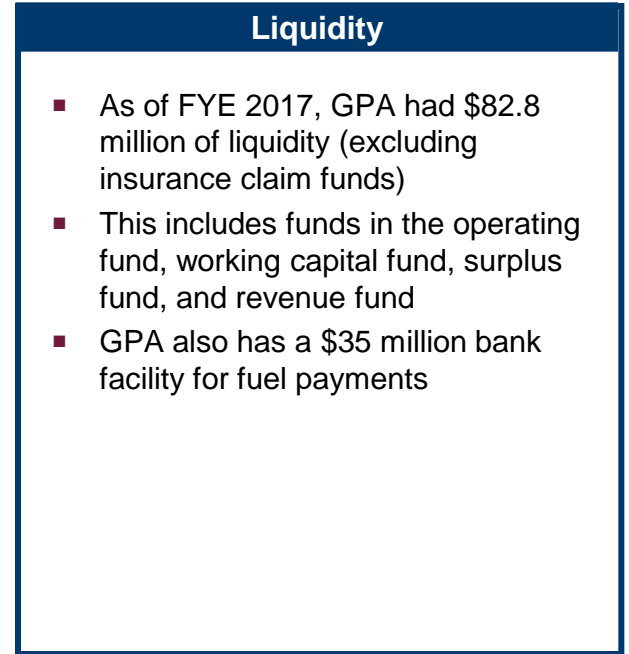 Liquidity
▪ As of FYE 2017, GPA had $82.8
million of liquidity (excluding
insurance claim funds)
▪ This includes funds in the operating
fund, working capital fund, surplus
fund, and revenue fund
▪ GPA also has a $35 million bank
facility for fuel payments